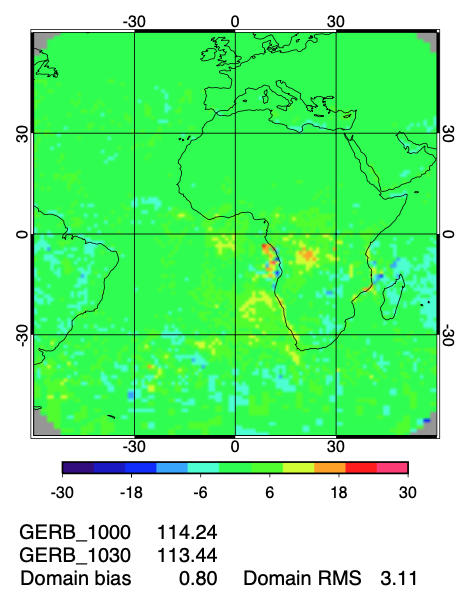 -30 0 30
30 30
0 0
-30 -30
-30 0 30
-30 -18 -6 6 18 30
GERB_1000 114.24
GERB_1030 113.44
Domain bias 0.80 Domain RMS 3.11